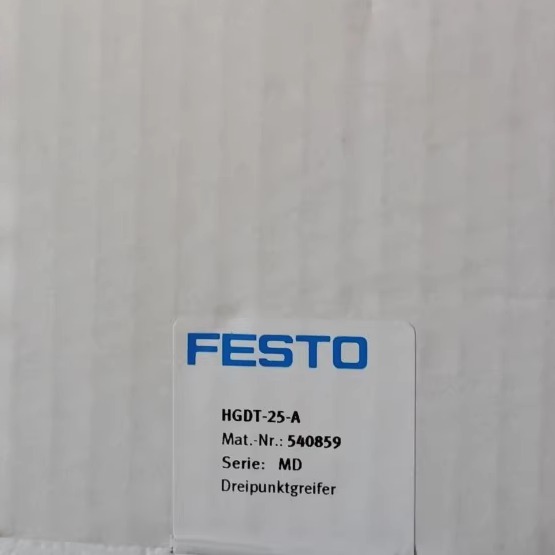 FESTO
HGDT-25-A
Mat.-Nr.: 540859
Serie: MD
Dreipunktgreifer